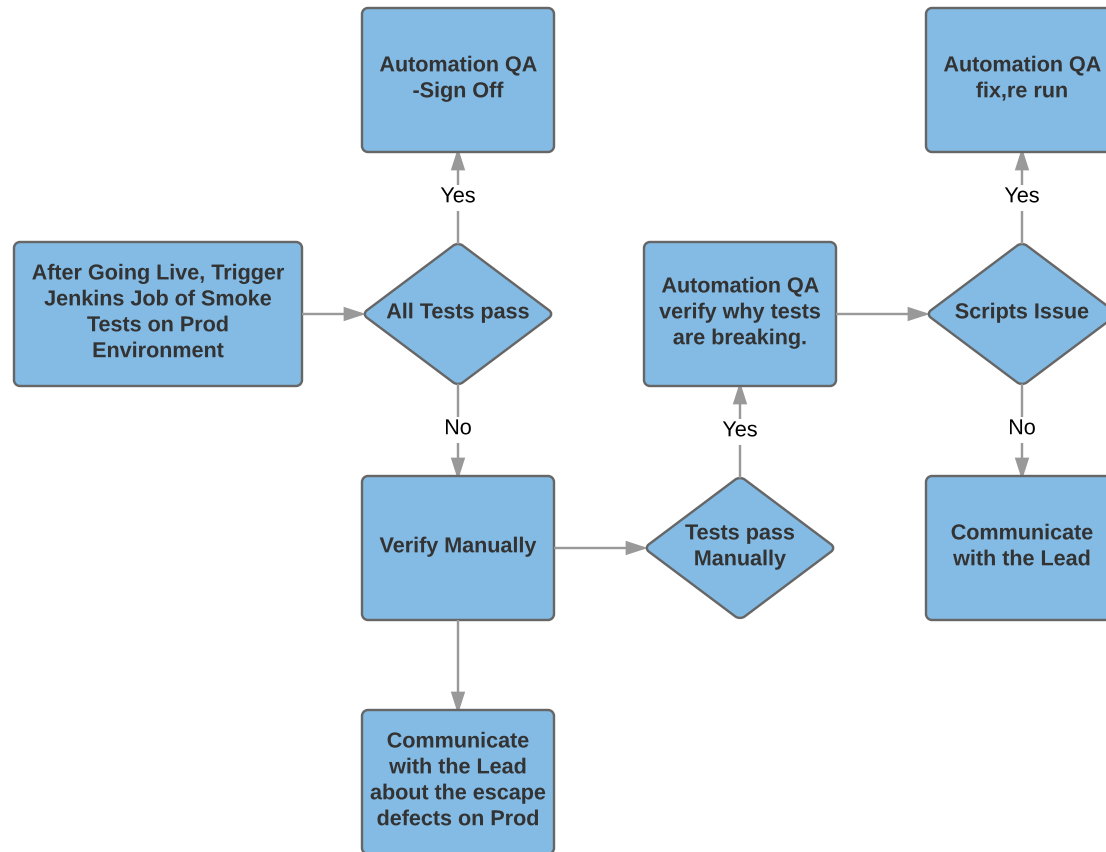 Automation QA
-Sign Off
Automation QA
fix,re run
Yes
Yes
After Going Live, Trigger
Jenkins Job of Smoke
Tests on Prod
Environment
All Tests pass
Automation QA
verify why tests
are breaking.
Scripts Issue
No
Yes
No
Verify Manually
Tests pass
Manually
Communicate
with the Lead
Communicate
with the Lead
about the escape
defects on Prod